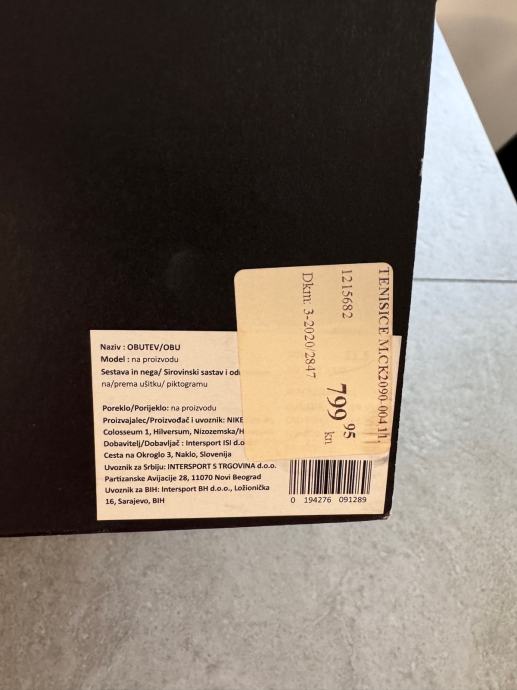 Naziv : OBUTEV/OBU
Model : na proizvodu
Sestava in nega/ Sirovinski sastav i
na/prema ušitku/ piktogramu
Poreklo/Porijeklo: na proizvodu
Proizvajalec/Proizvođač i uvoznik: NIKE
Colosseum 1, Hilversum, Nizozemska/H
Dobavitelj/Dobavljač : Intersport ISI d.o
Cesta na Okroglo 3, Naklo, Slovenija
Uvoznik za Srbiju: INTERSPORT S TRGOVINA d.o.o.
Partizanske Avijacije 28, 11070 Novi Beograd
Uvoznik za BIH: Intersport BH d.o.o., Ložionička
16, Sarajevo, BIH
0 194276 091289
TENISICE M.CK2090-004
1215682
799 95
kn
Dkm: 3-2020/2847